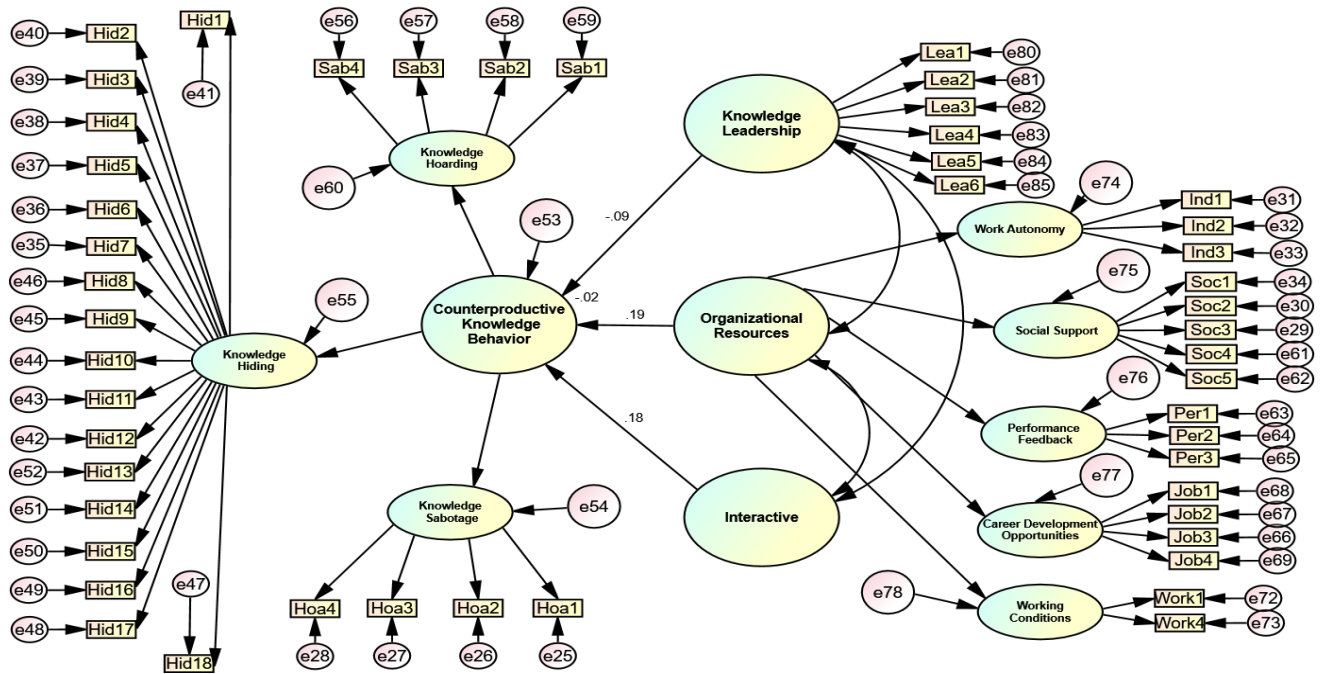 e40
Hid2
Hid1
e41
e39
Hid3
e38
Hid4
e37
Hid5
e36
Hid6
e35
Hid7
e46
Hid8
e45
Hid9
e44
Hid10
e43
Hid11
e42
Hid12
e52
Hid13
e51
Hid14
e50
Hid15
e49
Hid16
e48
Hid17
e47
Hid18
Knowledge
Hiding
e55
e56
e57
e58
e59
Sab4
Sab3
Sab2
Sab1
Knowledge
Hoarding
e60
e53
Counterproductive
Knowledge
Behavior
-.09
-.02
.19
.18
Knowledge
Sabotage
e54
Hoa4
Hoa3
Hoa2
Hoa1
e28
e27
e26
e25
Knowledge
Leadership
Organizational
Resources
Interactive
Lea1
e80
Lea2
e81
Lea3
e82
Lea4
e83
Lea5
e84
Lea6
e85
e74
Work Autonomy
Ind1
e31
Ind2
e32
Ind3
e33
e75
Social Support
Soc1
e34
Soc2
e30
Soc3
e29
Soc4
e61
Soc5
e62
e76
Performance
Feedback
Per1
e63
Per2
e64
Per3
e65
e77
Career Development
Opportunities
Job1
e68
Job2
e67
Job3
e66
Job4
e69
e78
Working
Conditions
Work1
e72
Work4
e73